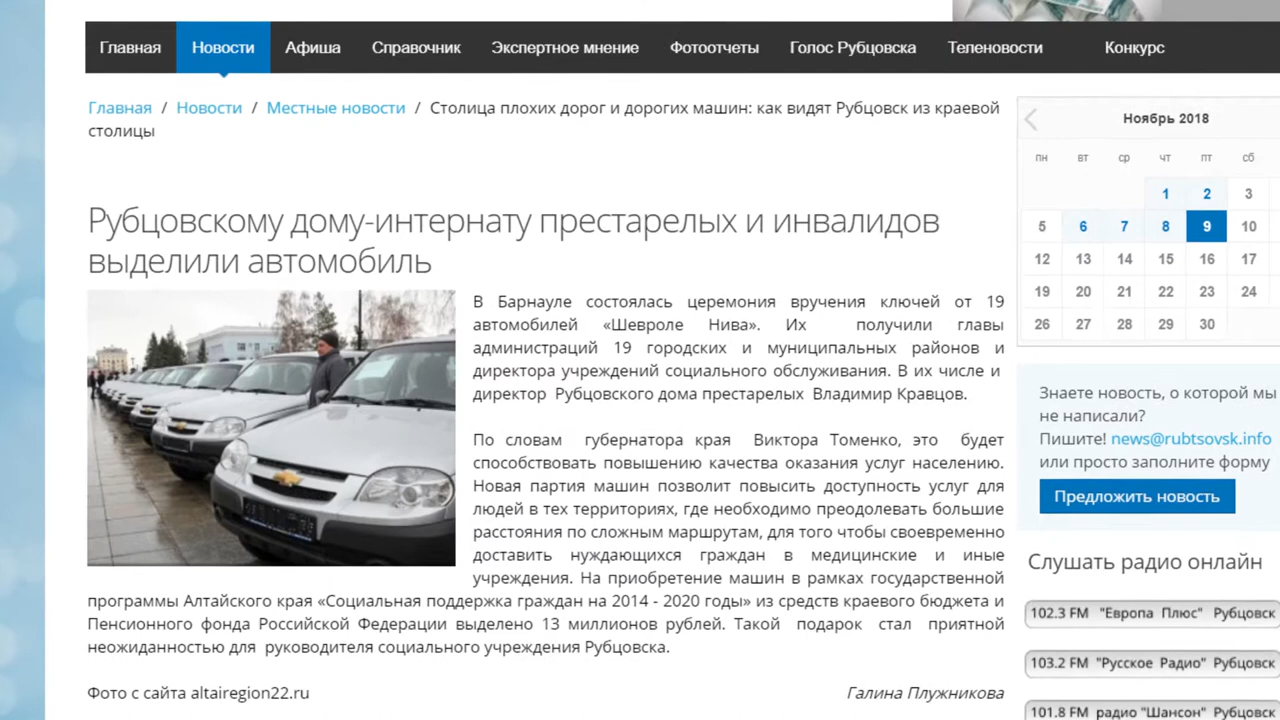 Главная Новости Афиша Справочник Экспертное мнение Фотоотчеты Голос Рубцовска Теленовости Конкурс
Главная / Новости / Местные новости / Столица плохих дорог и дорогих машин: как видят Рубцовск из краевой
столицы
Рубцовскому дому-интернату престарелых и инвалидов
выделили автомобиль
В Барнауле состоялась церемония вручения ключей от 19
автомобилей «Шевроле Нива». Их получили главы
администраций 19 городских и муниципальных районов и
директора учреждений социального обслуживания. В их числе и
директор Рубцовского дома престарелых Владимир Кравцов.
По словам губернатора края Виктора Томенко, это будет
способствовать повышению качества оказания услуг населению.
Новая партия машин позволит повысить доступность услуг для
людей в тех территориях, где необходимо преодолевать большие
расстояния по сложным маршрутам, для того чтобы своевременно
доставить нуждающихся граждан в медицинские и иные
учреждения. На приобретение машин в рамках государственной
программы Алтайского края «Социальная поддержка граждан на 2014 - 2020 годы» из средств краевого бюджета и
Пенсионного фонда Российской Федерации выделено 13 миллионов рублей. Такой подарок стал приятной
неожиданностью для руководителя социального учреждения Рубцовска.
Фото с сайта altairegion22.ru
Галина Плужникова
Ноябрь 2018
пн вт ср чт пт сб
1 2 3
5 6 7 8 9 10
12 13 14 15 16 17
19 20 21 22 23 24
26 27 28 29 30
Знаете новость, о которой мы
не написали?
Пишите! news@rubtsovsk.info
или просто заполните форму
Предложить новость
Слушать радио онлайн
102.3 FM "Европа Плюс" Рубцовск
103.2 FM "Русское Радио" Рубцовск
101.8 FM радио "Шансон" Рубцовск